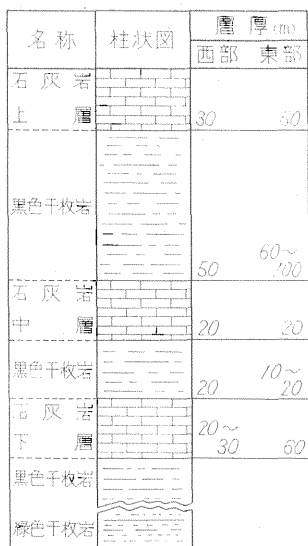 名称 柱状図 層厚(m)
西部 東部
石灰岩
上層 30
黒色千枚岩 50 60～100
石灰岩
中層 20 20
黒色千枚岩 20 10～20
石灰岩
下層 20～30 60
黒色千枚岩
緑色千枚岩